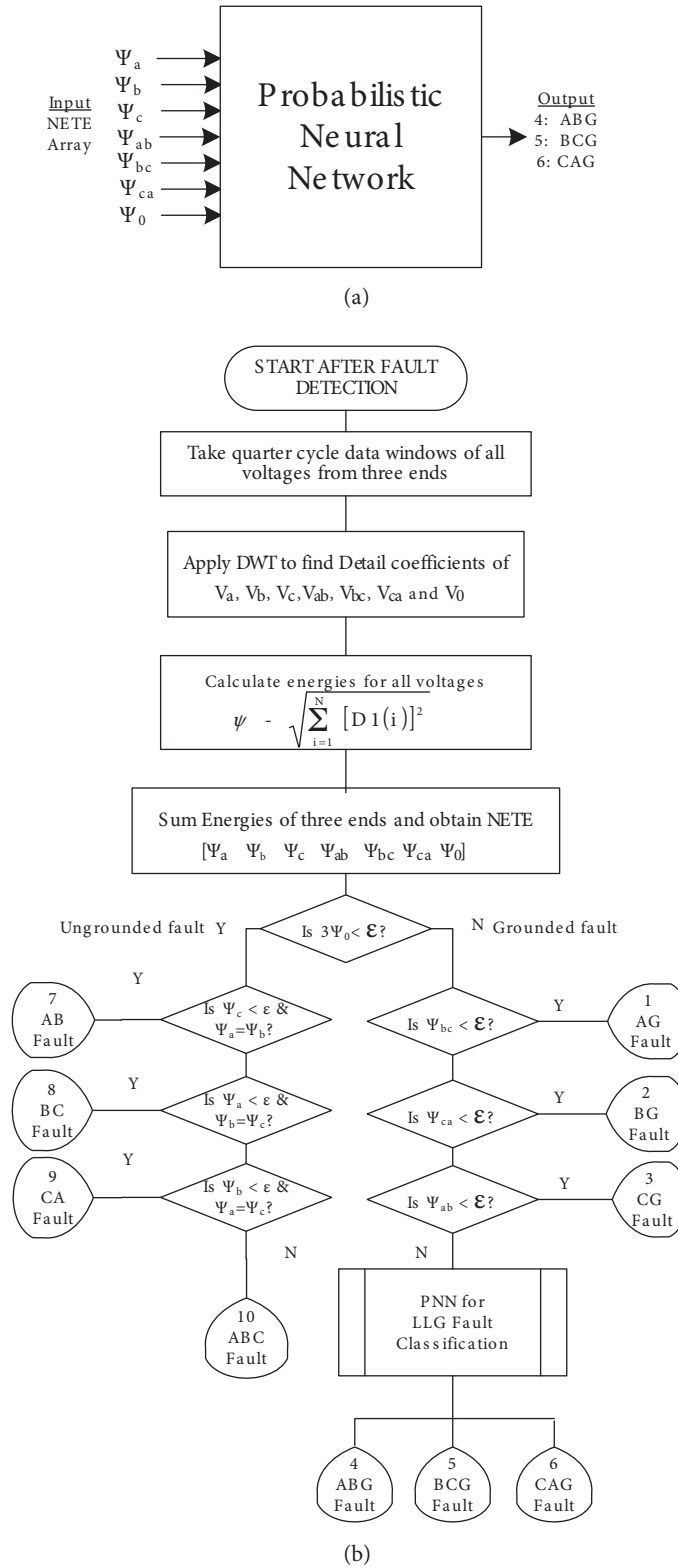 Input
NETE
Array
Ψa
Ψb
Ψc
Ψab
Ψbc
Ψca
Ψ0
Probabilistic
Neural
Network
Output
4: ABG
5: BCG
6: CAG
(a)
START AFTER FAULT
DETECTION
Take quarter cycle data windows of all
voltages from three ends
Apply DWT to find Detail coefficients of
Va, Vb, Vc,Vab, Vbc, Vca and V0
Calculate energies for all voltages
ψ - √∑ i=1 N [D1(i)]²
Sum Energies of three ends and obtain NETE
[Ψa Ψb Ψc Ψab Ψbc Ψca Ψ0]
Ungrounded fault Y
Is 3Ψ0< ε?
N Grounded fault
Y
7
AB
Fault
Is Ψc < ε &
Ψa=Ψb?
Is Ψbc < ε?
Y
1
AG
Fault
Y
8
BC
Fault
Is Ψa < ε &
Ψb=Ψc?
Is Ψca < ε?
Y
2
BG
Fault
Y
9
CA
Fault
Is Ψb < ε &
Ψa=Ψc?
Is Ψab < ε?
Y
3
CG
Fault
N
N
10
ABC
Fault
PNN for
LLG Fault
Classification
4
ABG
Fault
5
BCG
Fault
6
CAG
Fault
(b)